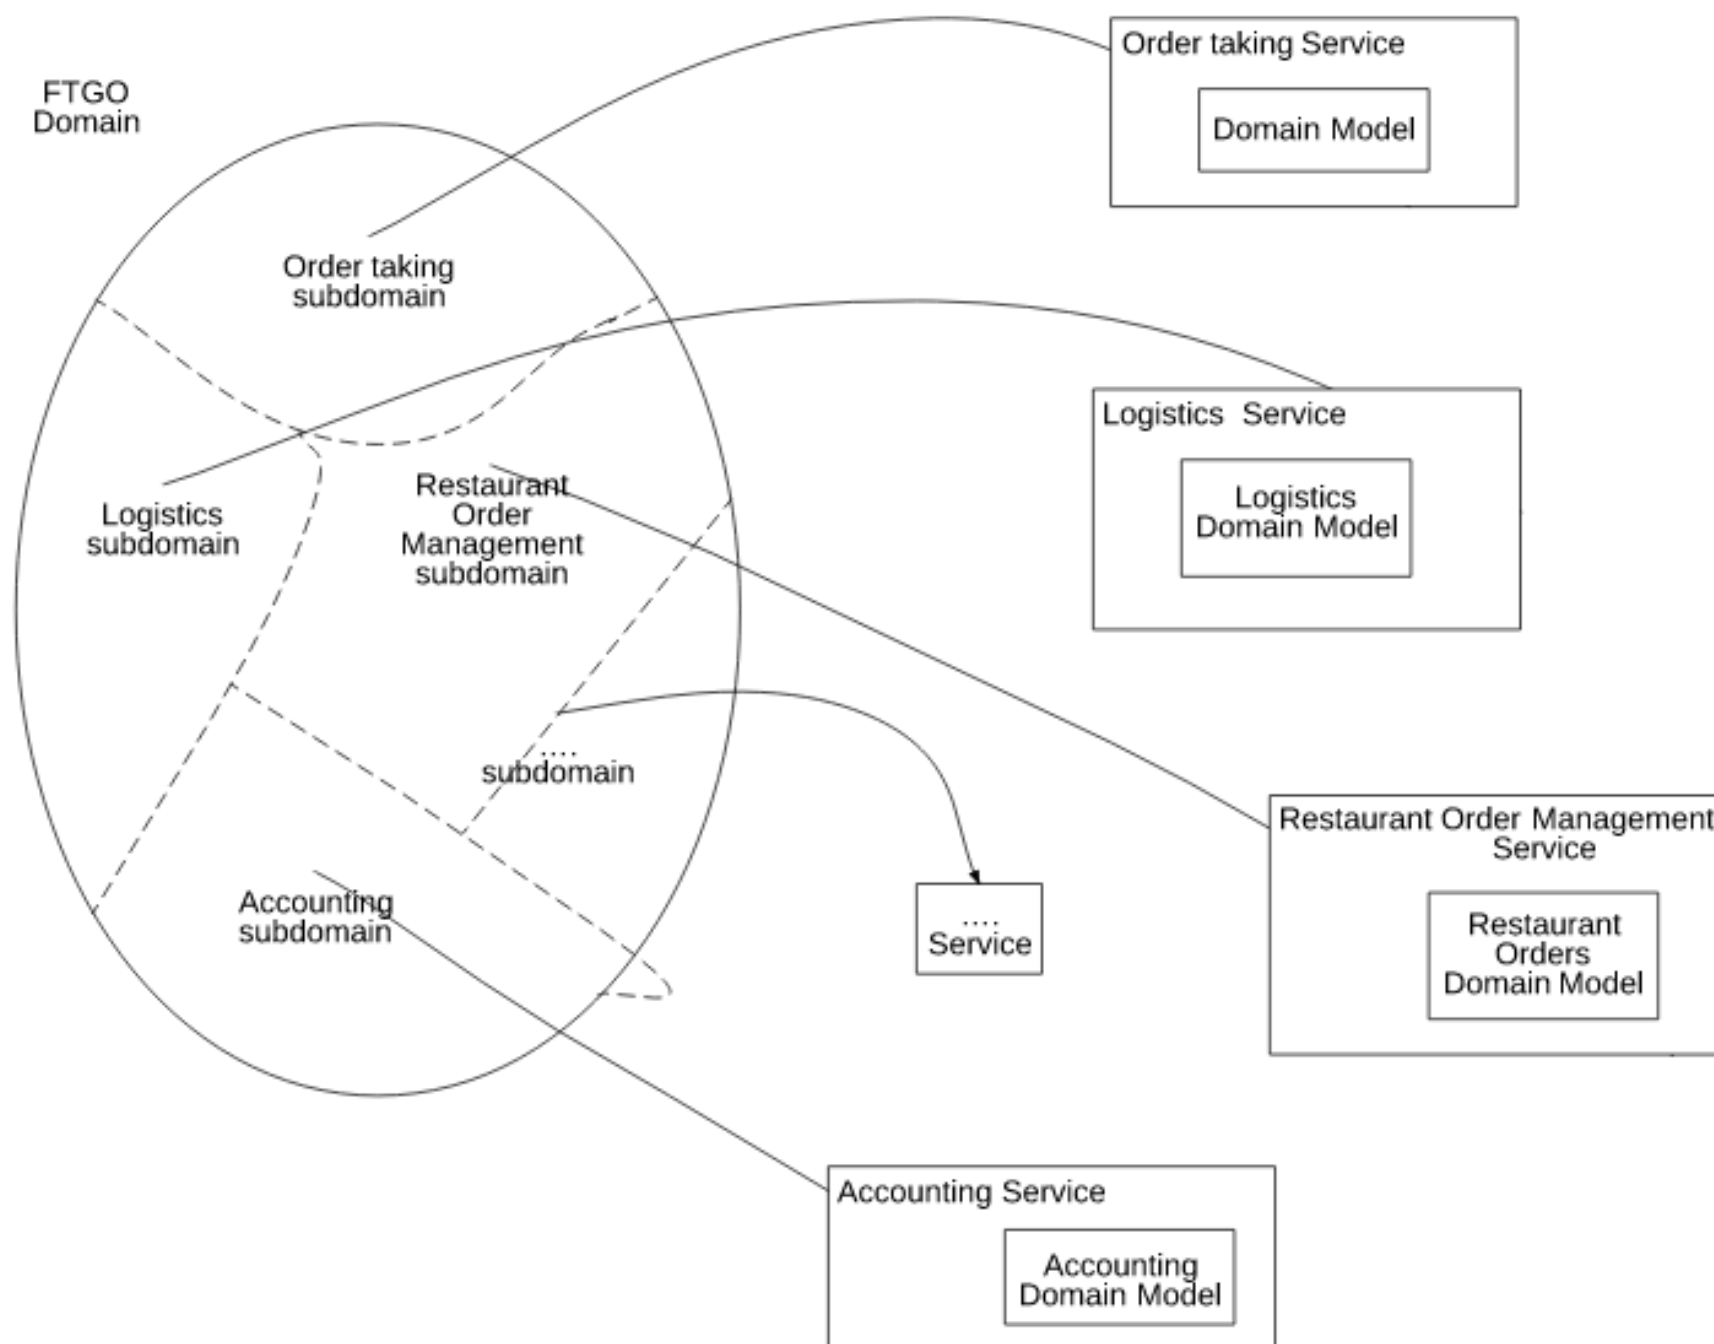 FTGO
Domain
Order taking
subdomain
Logistics
subdomain
Restaurant
Order
Management
subdomain
....
subdomain
Accounting
subdomain
Order taking Service
Domain Model
Logistics Service
Logistics
Domain Model
Restaurant Order Management
Service
Restaurant
Orders
Domain Model
....
Service
Accounting Service
Accounting
Domain Model